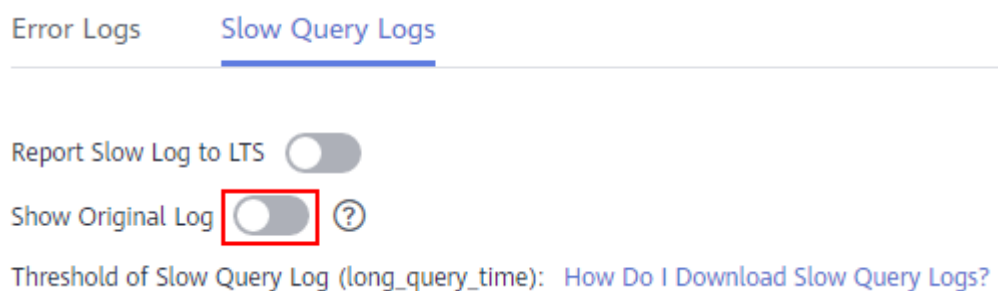 Error Logs Slow Query Logs
Report Slow Log to LTS
Show Original Log ?
Threshold of Slow Query Log (long_query_time): How Do I Download Slow Query Logs?